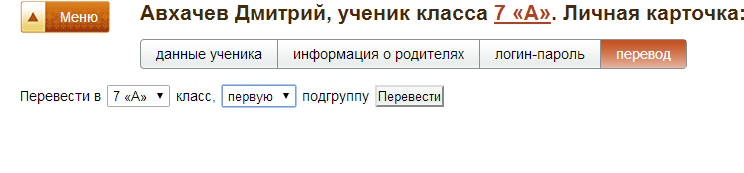 Меню
Авхачев Дмитрий, ученик класса 7 «А». Личная карточка:
данные ученика информация о родителях логин-пароль перевод
Перевести в 7 «А» класс, первую подгруппу Перевести